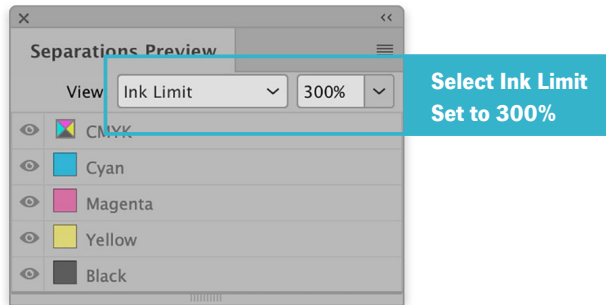 Separations Preview
View Ink Limit 300%
Select Ink Limit
Set to 300%
CMYK
Cyan
Magenta
Yellow
Black